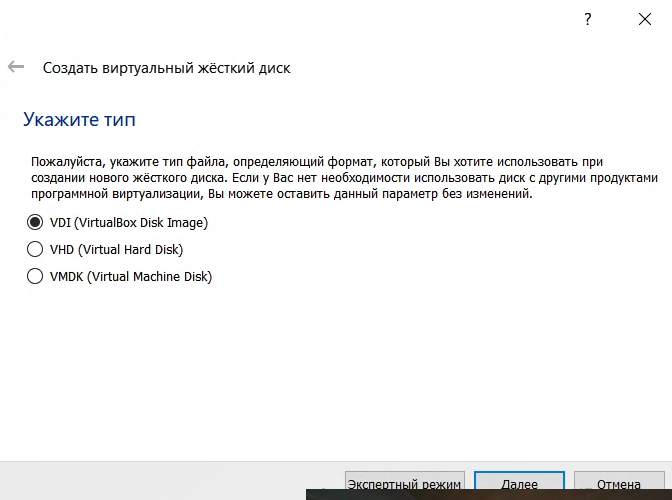 ?
Создать виртуальный жёсткий диск
Укажите тип
Пожалуйста, укажите тип файла, определяющий формат, который Вы хотите использовать при
создании нового жёсткого диска. Если у Вас нет необходимости использовать диск с другими продуктами
программной виртуализации, Вы можете оставить данный параметр без изменений.
VDI (VirtualBox Disk Image)
VHD (Virtual Hard Disk)
VMDK (Virtual Machine Disk)
Экспертный режим Далее Отмена